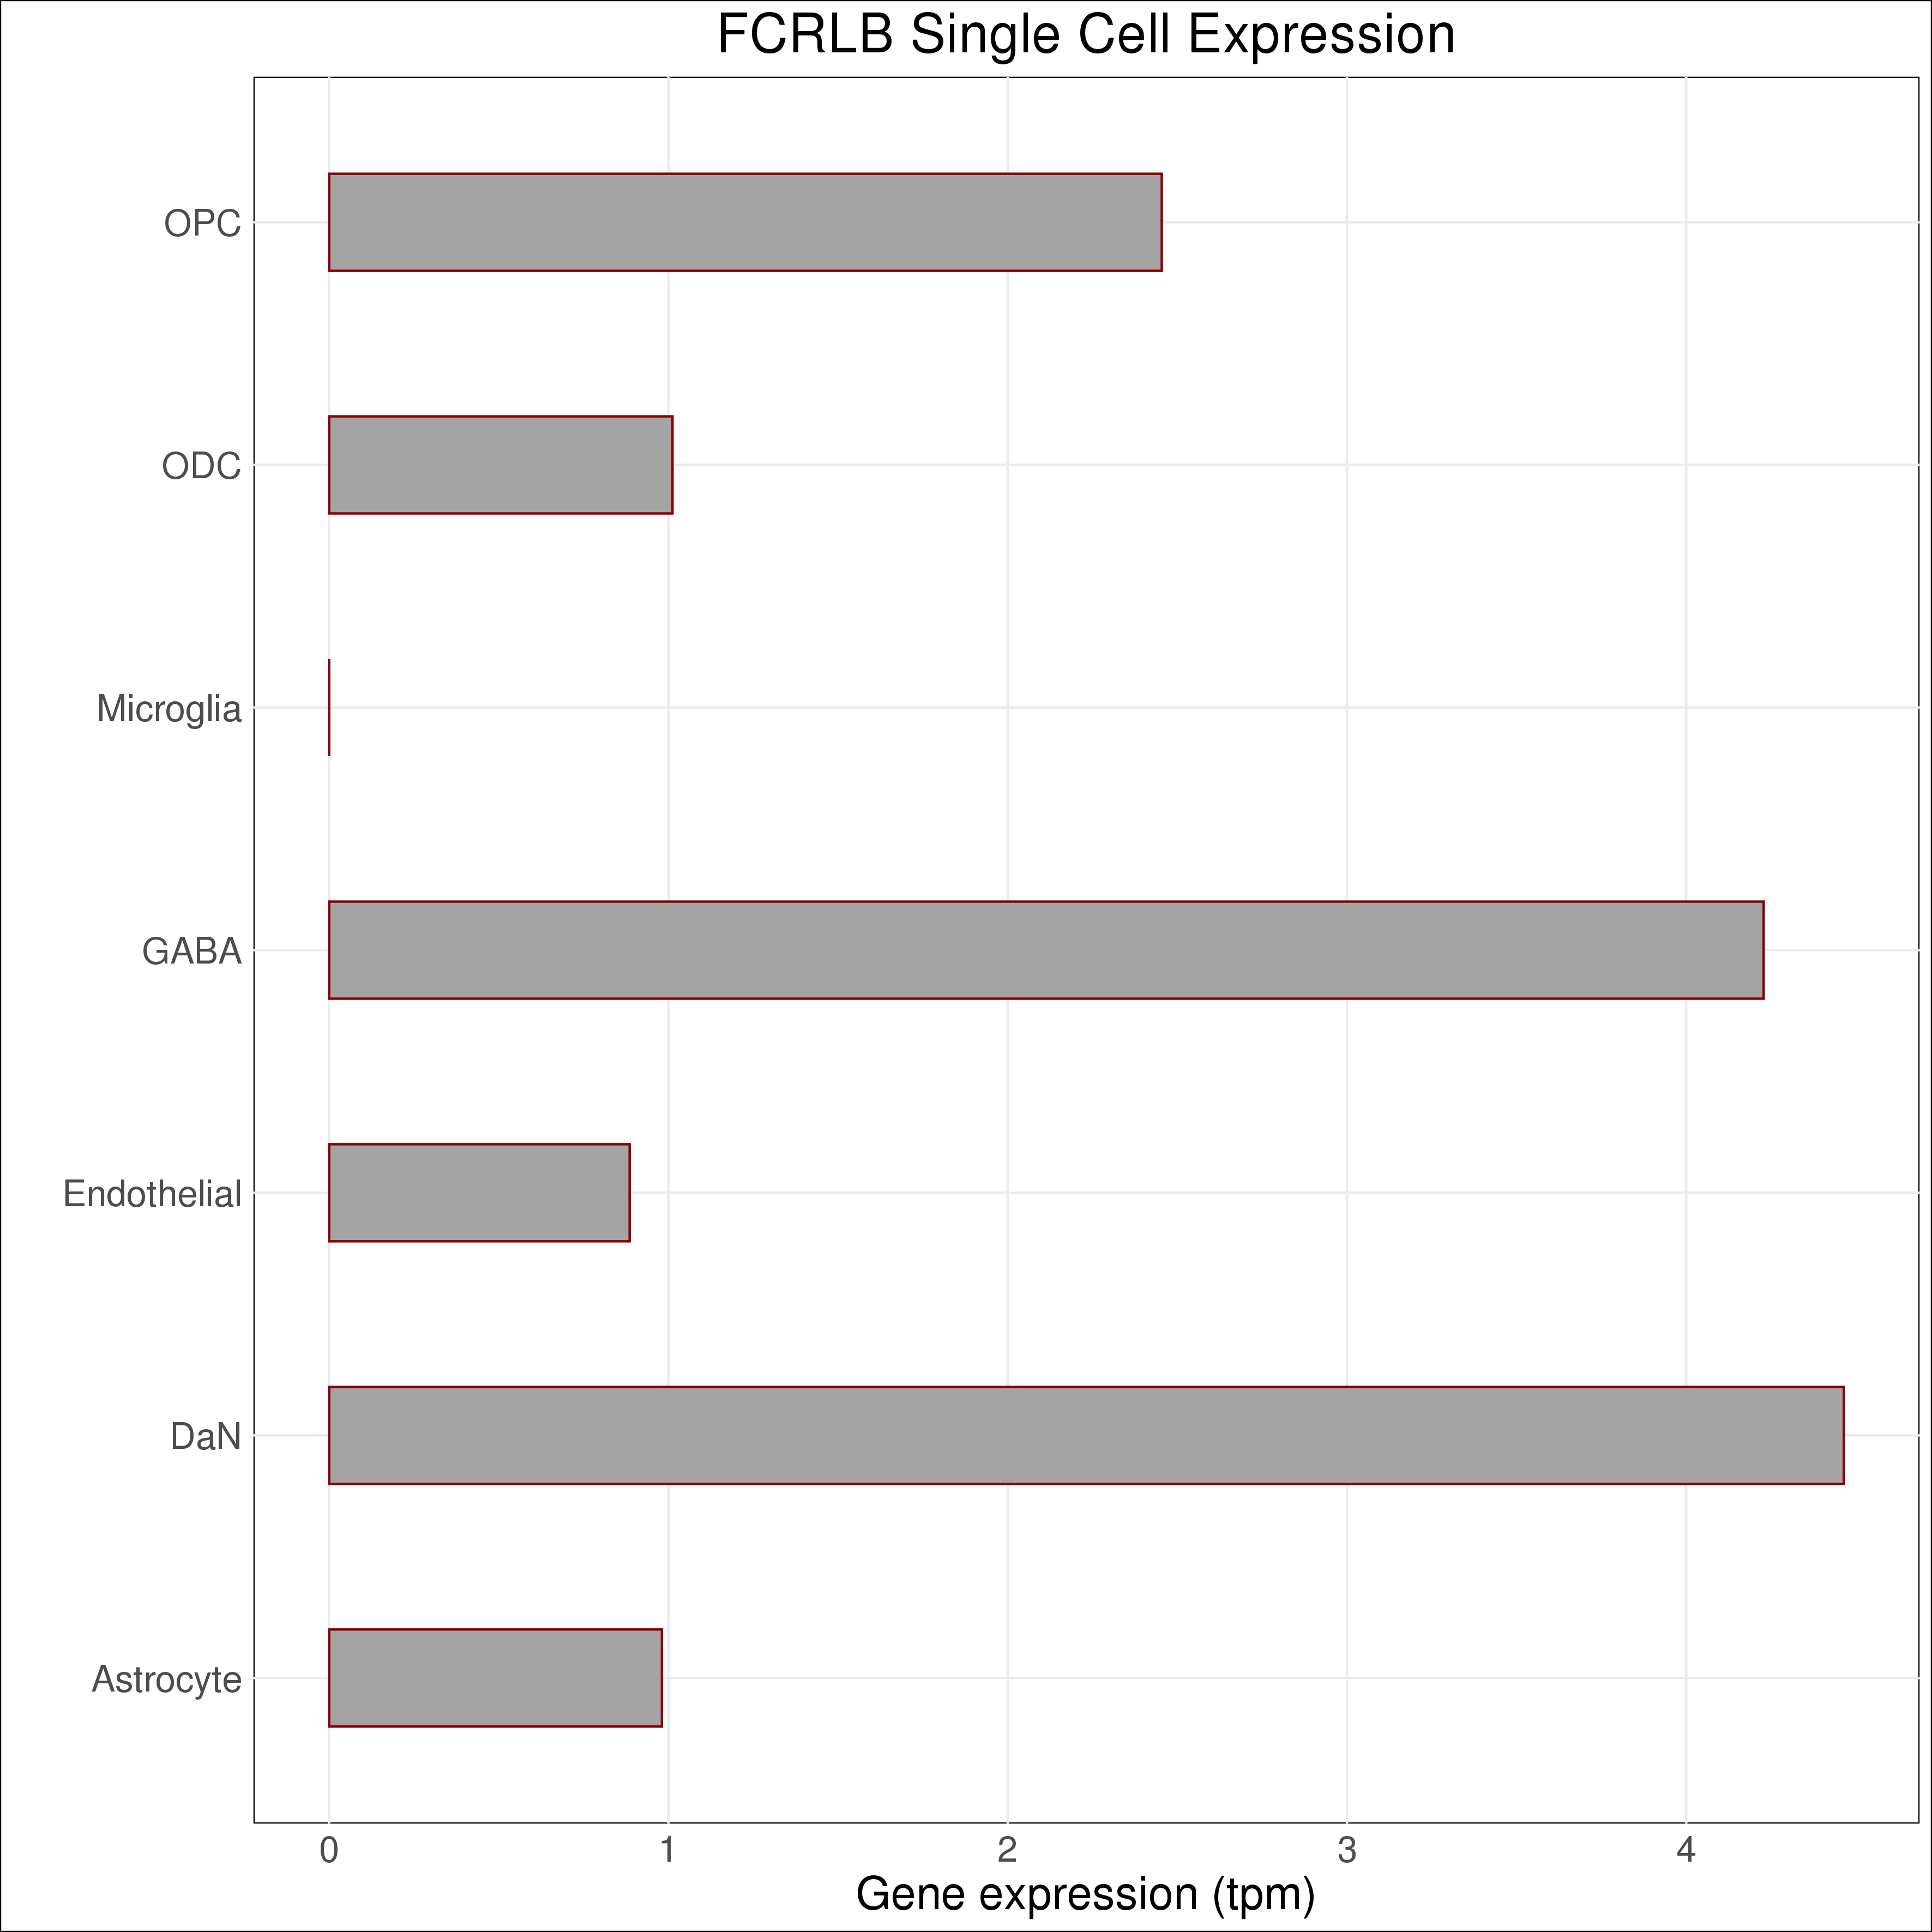 FCRLB Single Cell Expression
OPC
ODC
Microglia
GABA
Endothelial
DaN
Astrocyte
0 1 2 3 4
Gene expression (tpm)